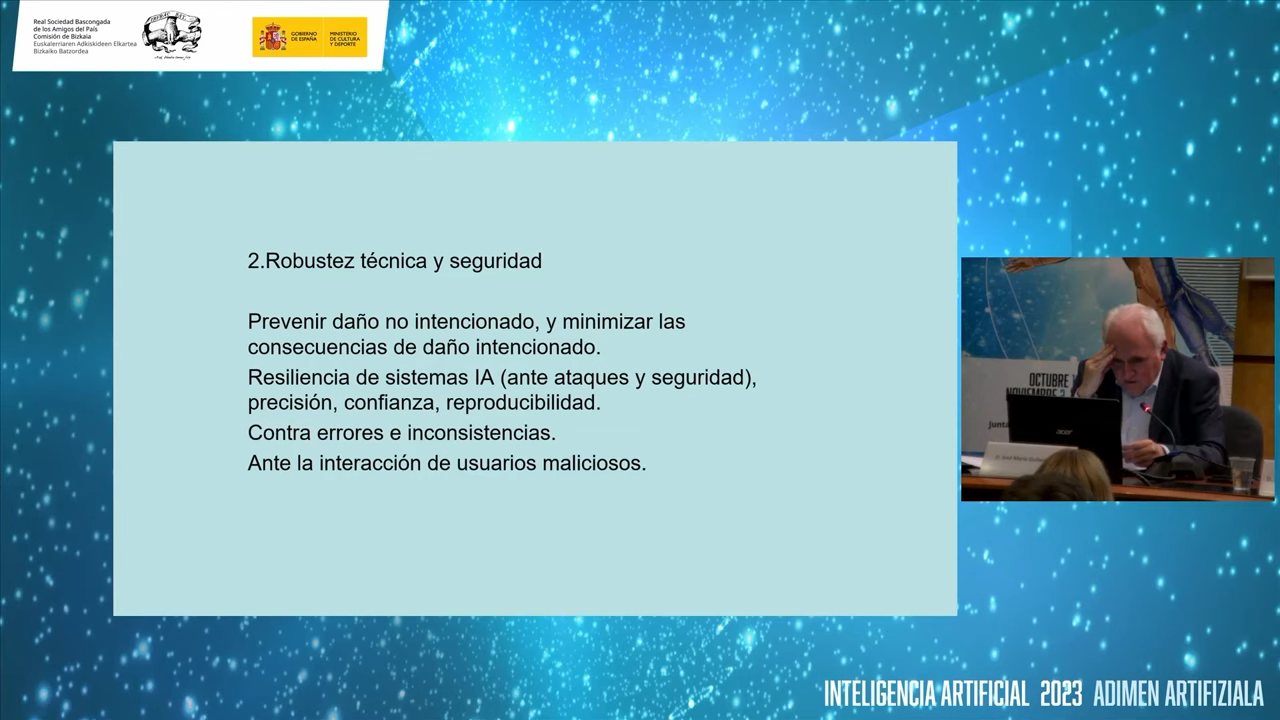 Real Sociedad Bascongada
de los Amigos del País
Comisión de Bizkaia
Euskalerriaren Adkiskideen Elkartea
Bizkaiko Batzordea
GOBIERNO
DE ESPAÑA
MINISTERIO
DE CULTURA
Y DEPORTE
2.Robustez técnica y seguridad
Prevenir daño no intencionado, y minimizar las
consecuencias de daño intencionado.
Resiliencia de sistemas IA (ante ataques y seguridad),
precisión, confianza, reproducibilidad.
Contra errores e inconsistencias.
Ante la interacción de usuarios maliciosos.
OCTUBRE
acer
INTELIGENCIA ARTIFICIAL 2023 ADIMEN ARTIFIZIALA